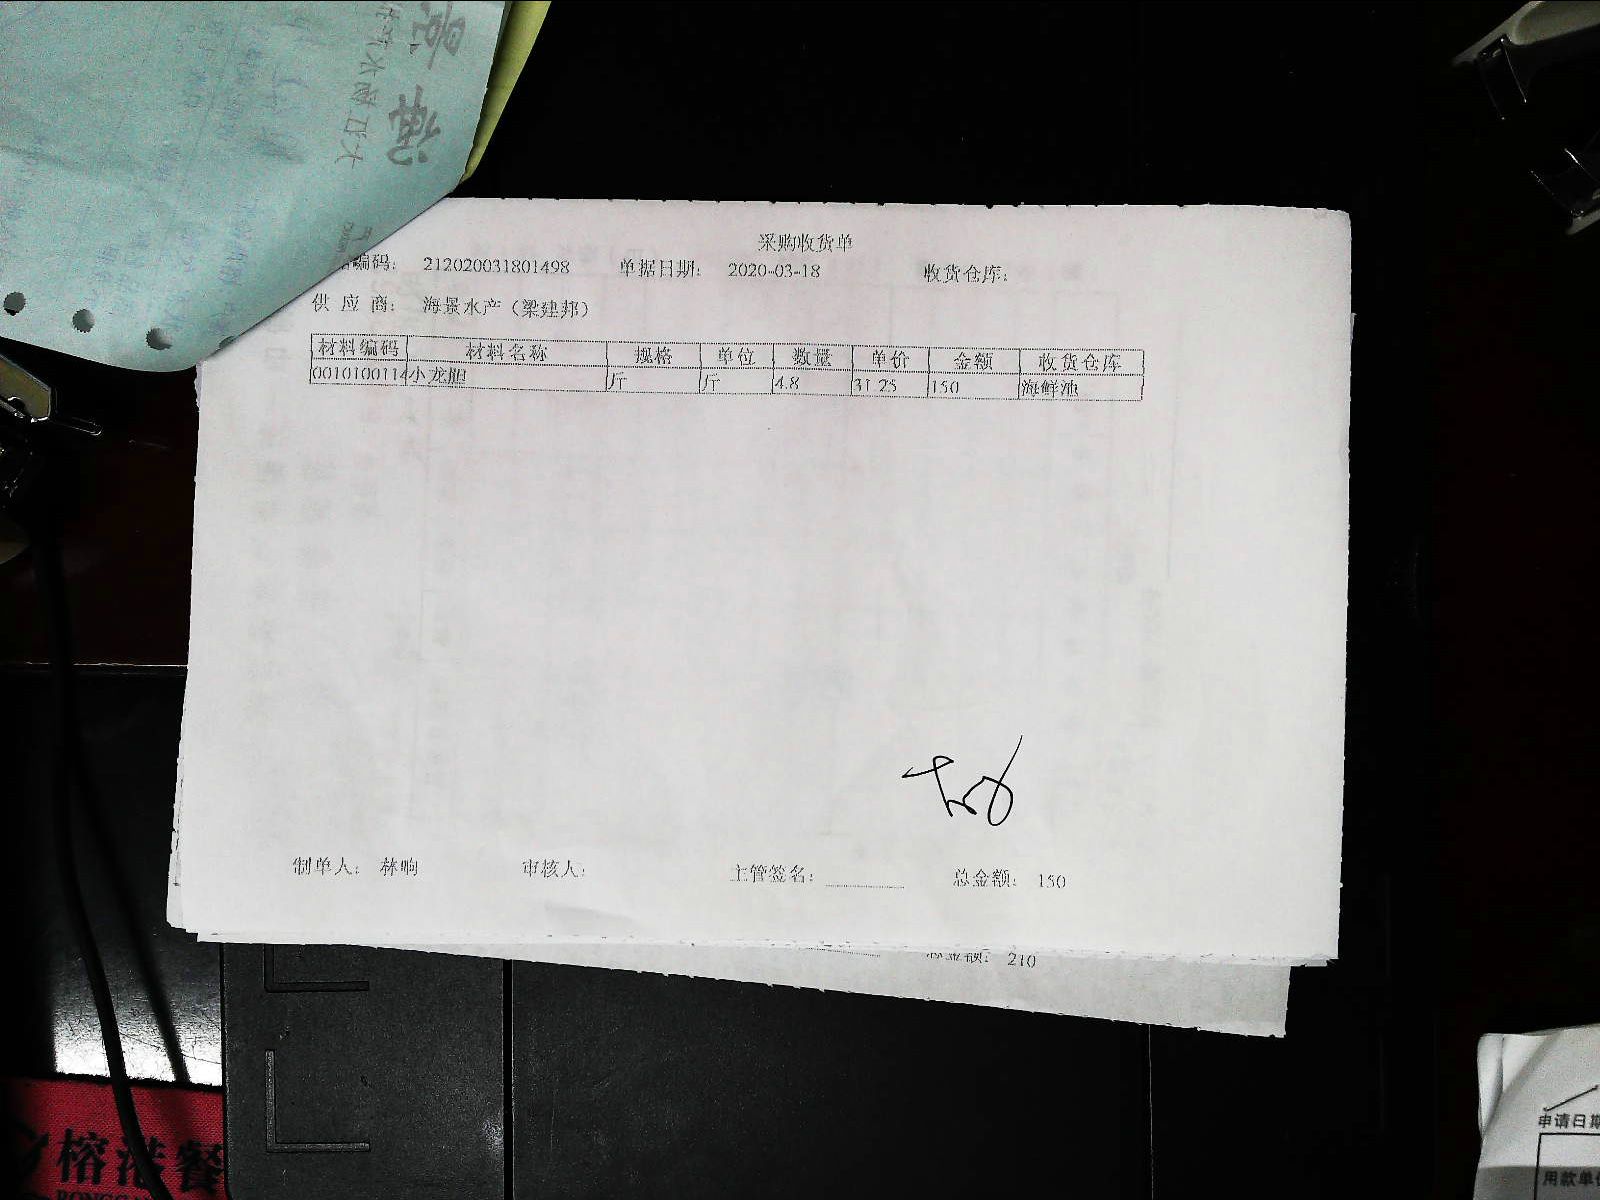 采购收货单
编码: 212020031801498 单据日期: 2020-03-18 收货仓库:
供应商: 海景水产（梁建邦）
材料编码 材料名称 规格 单位 数量 单价 金额 收货仓库
0010100114 小龙胆 斤 斤 4.8 31.25 150 海鲜池
制单人: 林晌 审核人: 主管签名: 总金额: 150
总金额: 210
申请日期
用款单
榕港餐